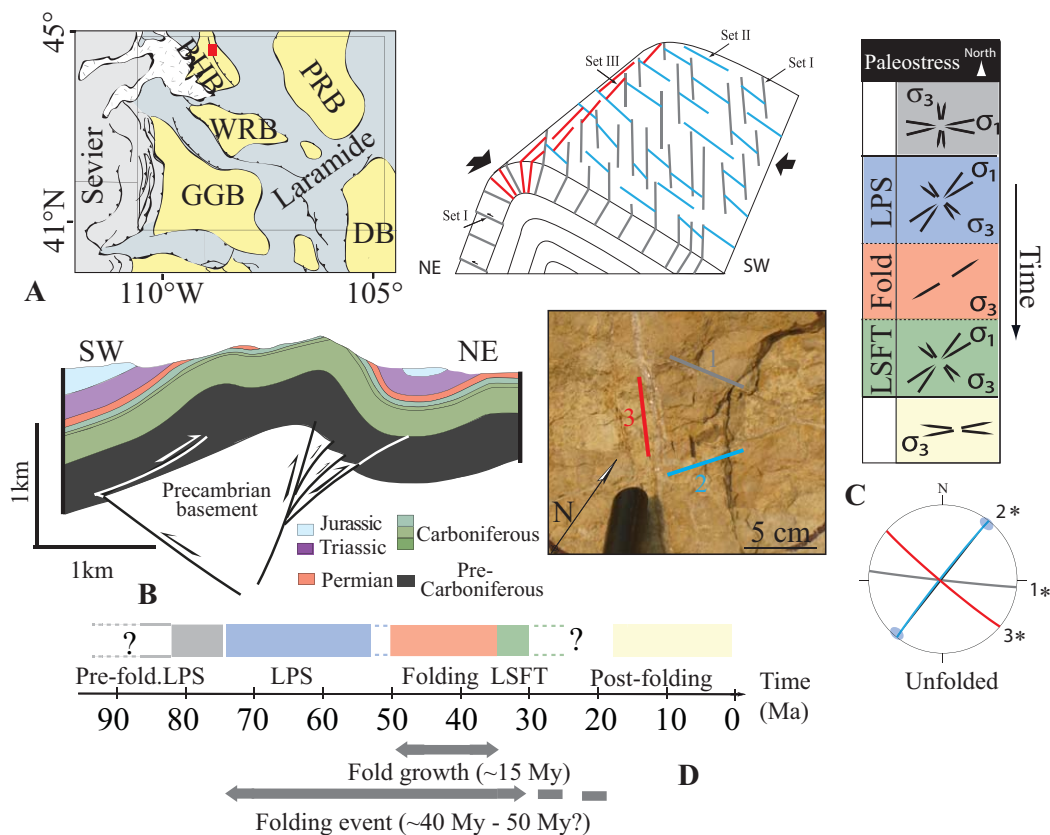 45°
41°N
110°W
105°
Sevier
BHB
PRB
WRB
GGB
Laramide
DB
A
Set II
Set III
Set I
Set I
NE
SW
Paleostress
North
σ3
σ1
LPS
σ1
σ3
Fold
σ3
LSFT
σ1
σ3
σ3
Time
C
SW
NE
1km
1km
Precambrian
basement
Jurassic
Triassic
Permian
Carboniferous
Pre-
Carboniferous
B
1
3
2
N
5 cm
N
2*
1*
3*
Unfolded
?
?
Pre-fold.LPS
LPS
Folding
LSFT
Post-folding
Time
(Ma)
90 80 70 60 50 40 30 20 10 0
Fold growth (~15 My)
D
Folding event (~40 My - 50 My?)